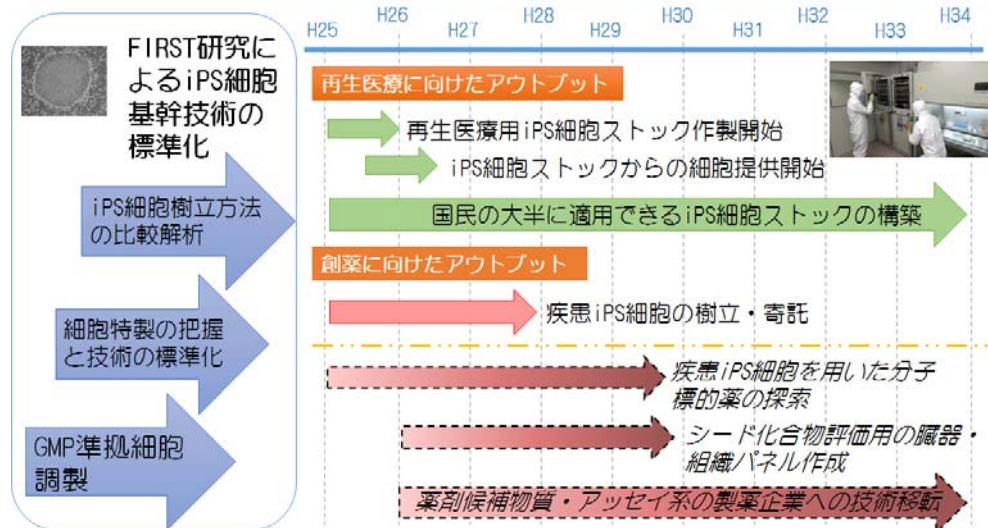 FIRST研究に
よるiPS細胞
基幹技術の
標準化
iPS細胞樹立方法
の比較解析
細胞特製の把握
と技術の標準化
GMP準拠細胞
調製
H25
H26
H27
H28
H29
H30
H31
H32
H33
H34
再生医療に向けたアウトプット
再生医療用iPS細胞ストック作製開始
iPS細胞ストックからの細胞提供開始
国民の大半に適用できるiPS細胞ストックの構築
創薬に向けたアウトプット
疾患iPS細胞の樹立・寄託
疾患iPS細胞を用いた分子
標的薬の探索
シード化合物評価用の臓器・
組織パネル作成
薬剤候補物質・アッセイ系の製薬企業への技術移転